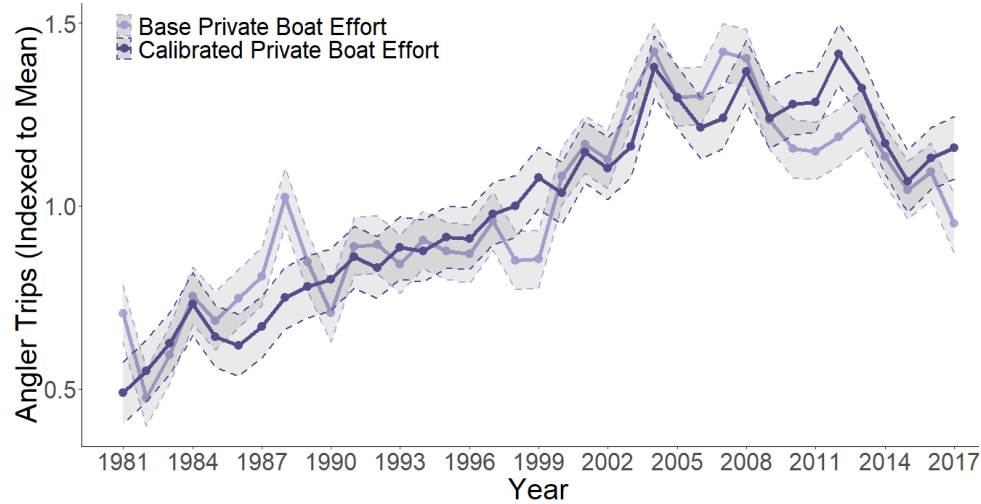 Base Private Boat Effort
Calibrated Private Boat Effort
Angler Trips (Indexed to Mean)
1.5
1.0
0.5
1981 1984 1987 1990 1993 1996 1999 2002 2005 2008 2011 2014 2017
Year